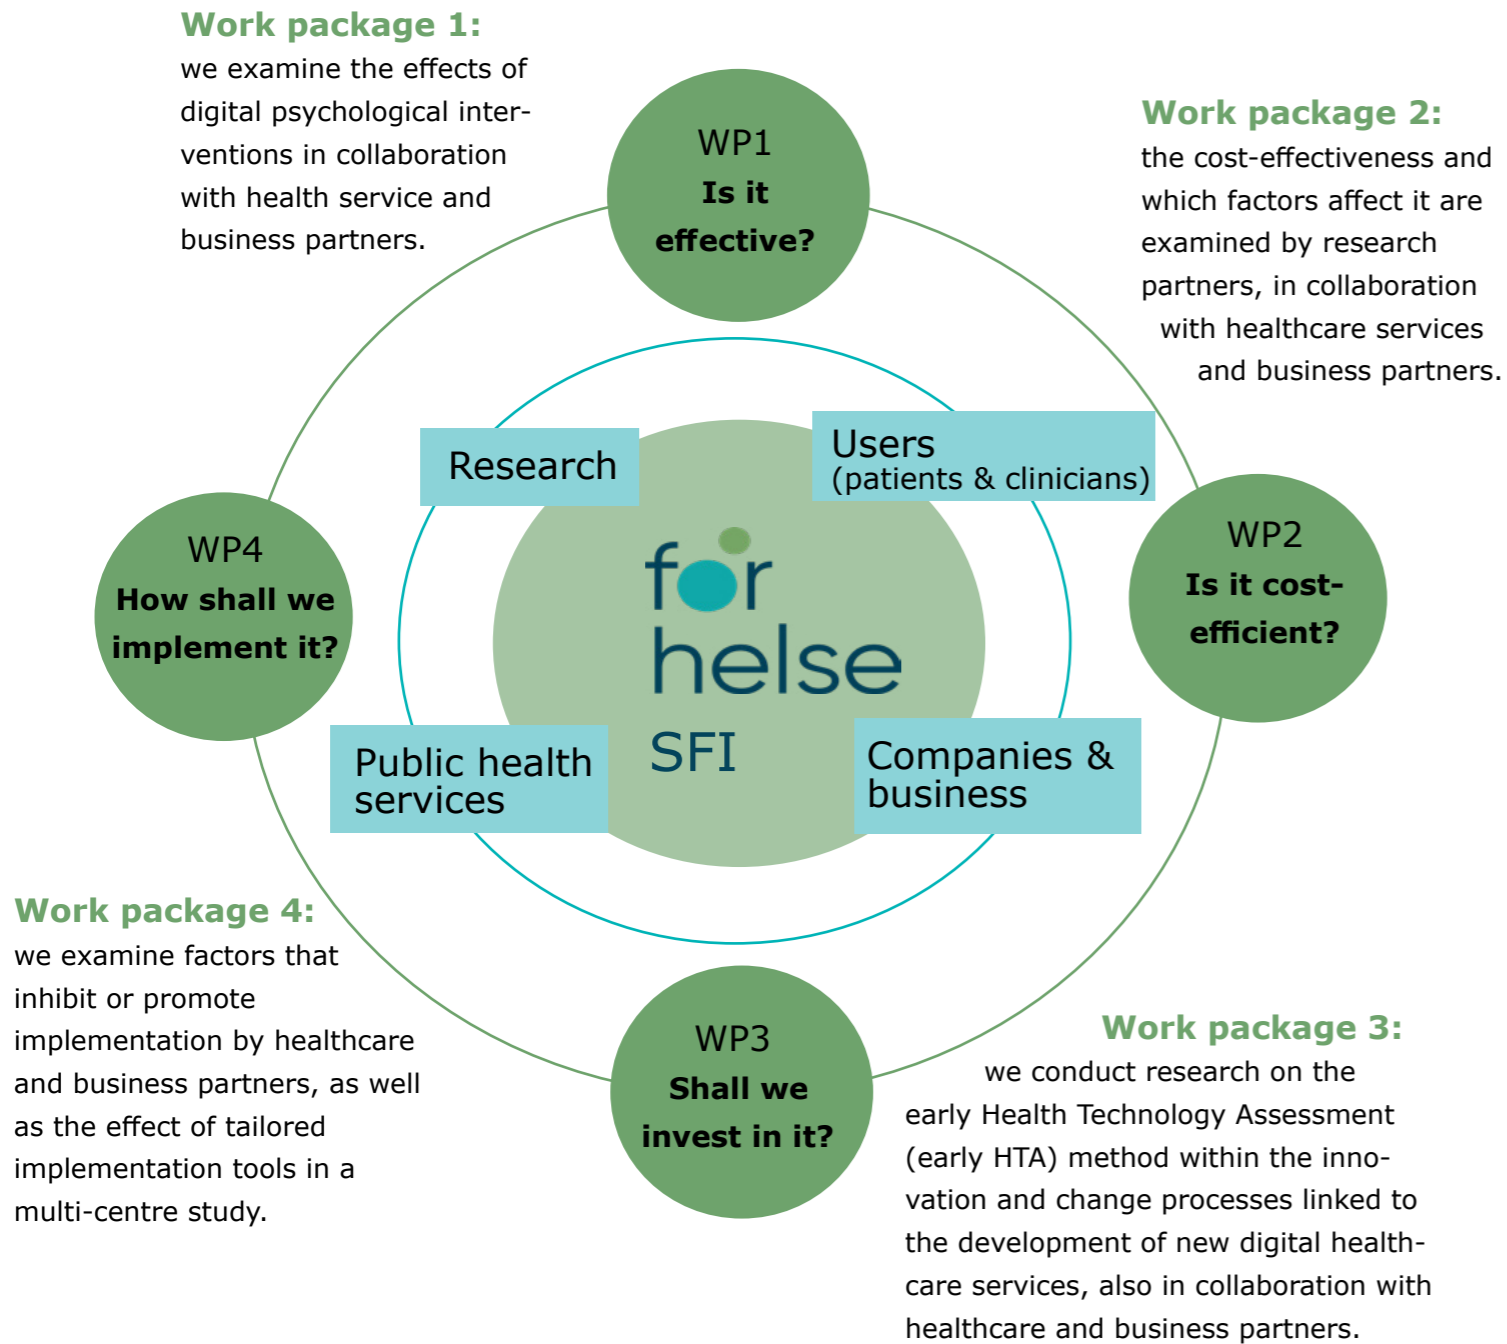 Work package 1:
we examine the effects of
digital psychological inter-
ventions in collaboration
with health service and
business partners.
WP1
Is it
effective?
Work package 2:
the cost-effectiveness and
which factors affect it are
examined by research
partners, in collaboration
with healthcare services
and business partners.
Research
Users
(patients & clinicians)
WP4
How shall we
implement it?
for
helse
SFI
WP2
Is it cost-
efficient?
Public health
services
Companies &
business
Work package 4:
we examine factors that
inhibit or promote
implementation by healthcare
and business partners, as well
as the effect of tailored
implementation tools in a
multi-centre study.
WP3
Shall we
invest in it?
Work package 3:
we conduct research on the
early Health Technology Assessment
(early HTA) method within the inno-
vation and change processes linked to
the development of new digital health-
care services, also in collaboration with
healthcare and business partners.